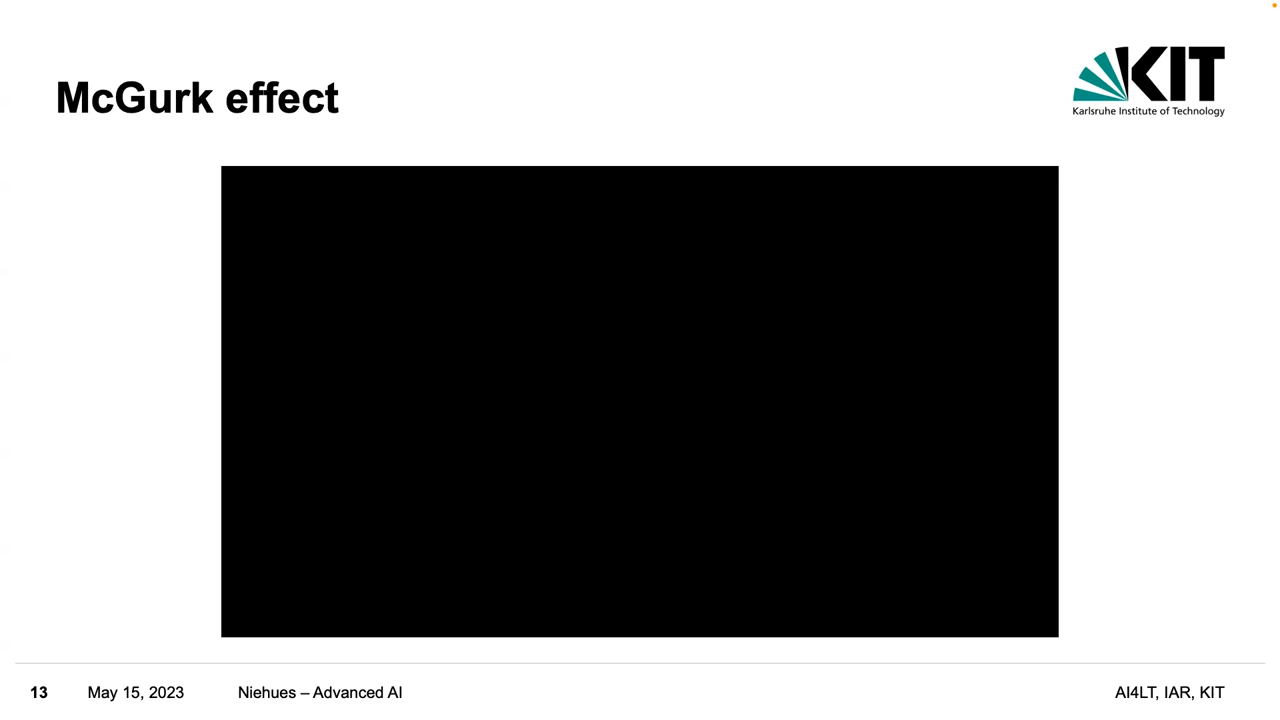 McGurk effect
KIT
Karlsruhe Institute of Technology
13 May 15, 2023 Niehues – Advanced AI AI4LT, IAR, KIT